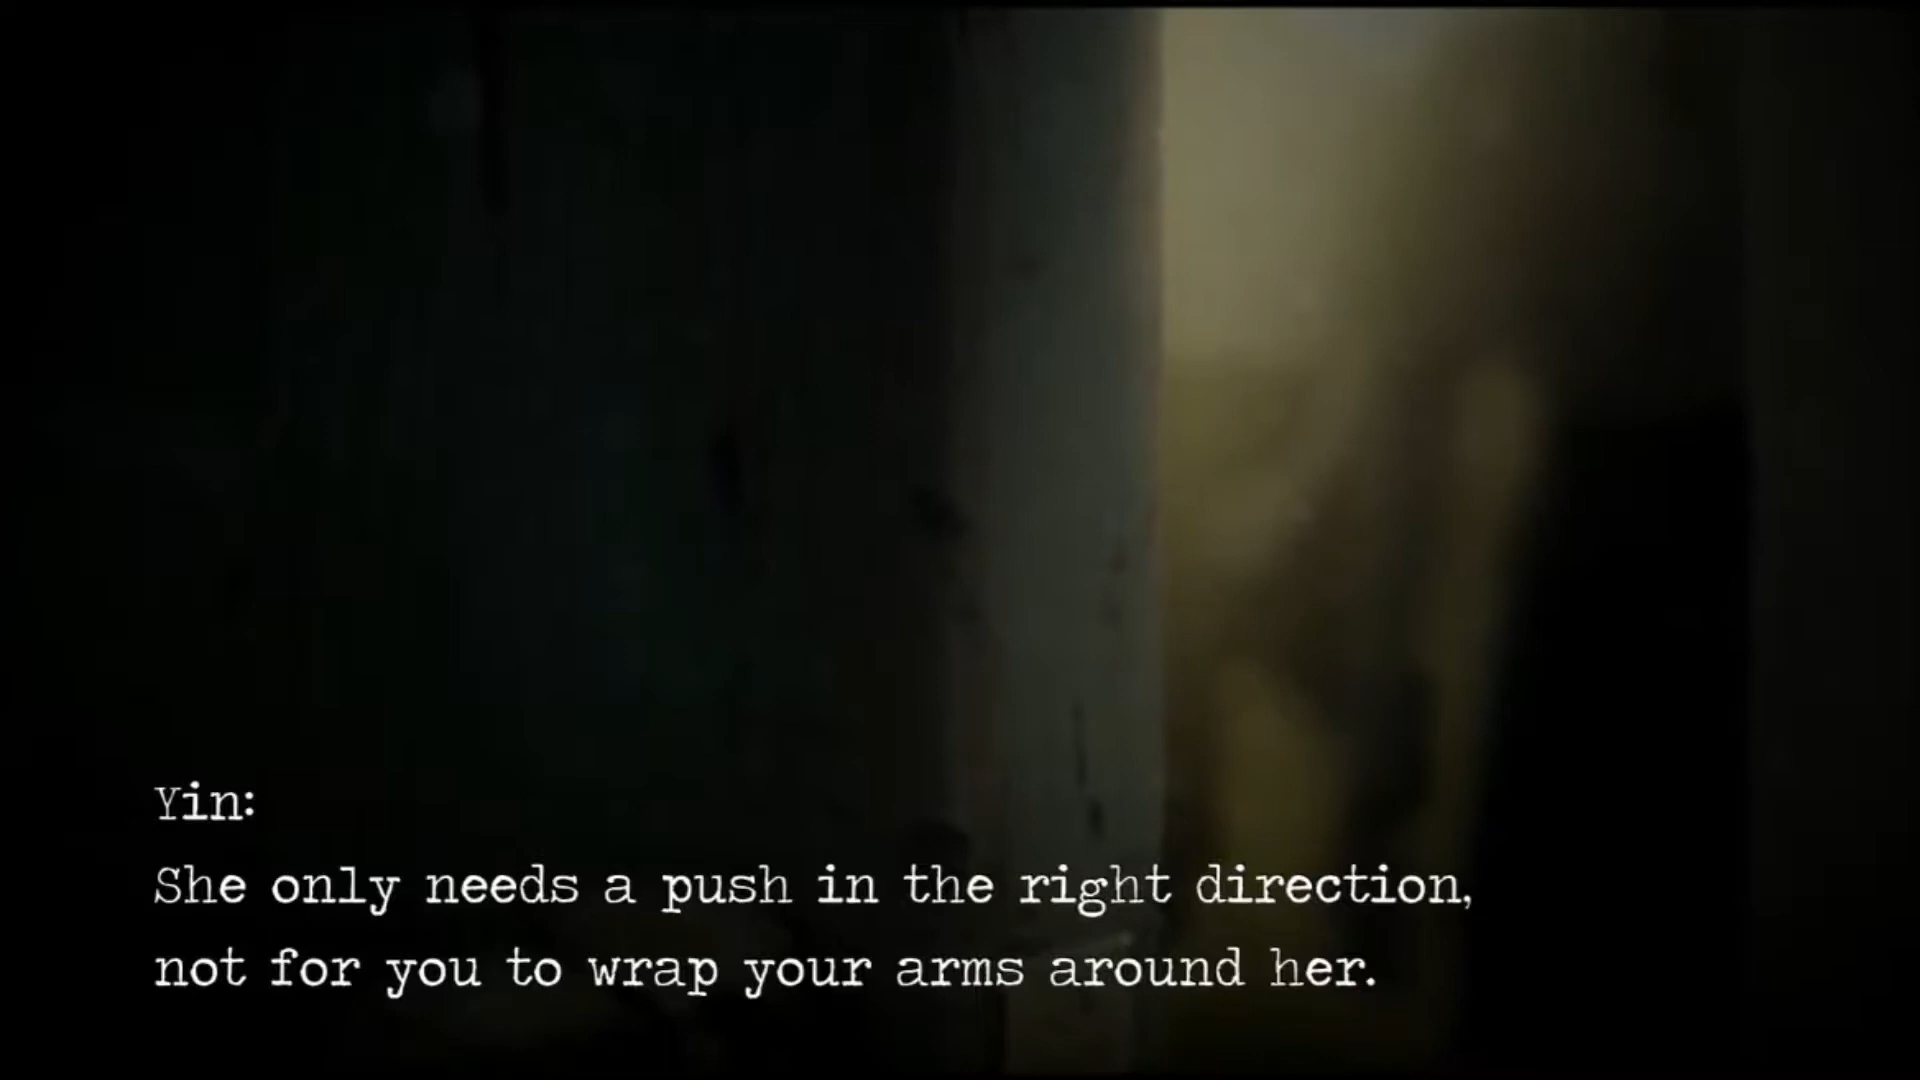 Yin:
She only needs a push in the right direction,
not for you to wrap your arms around her.